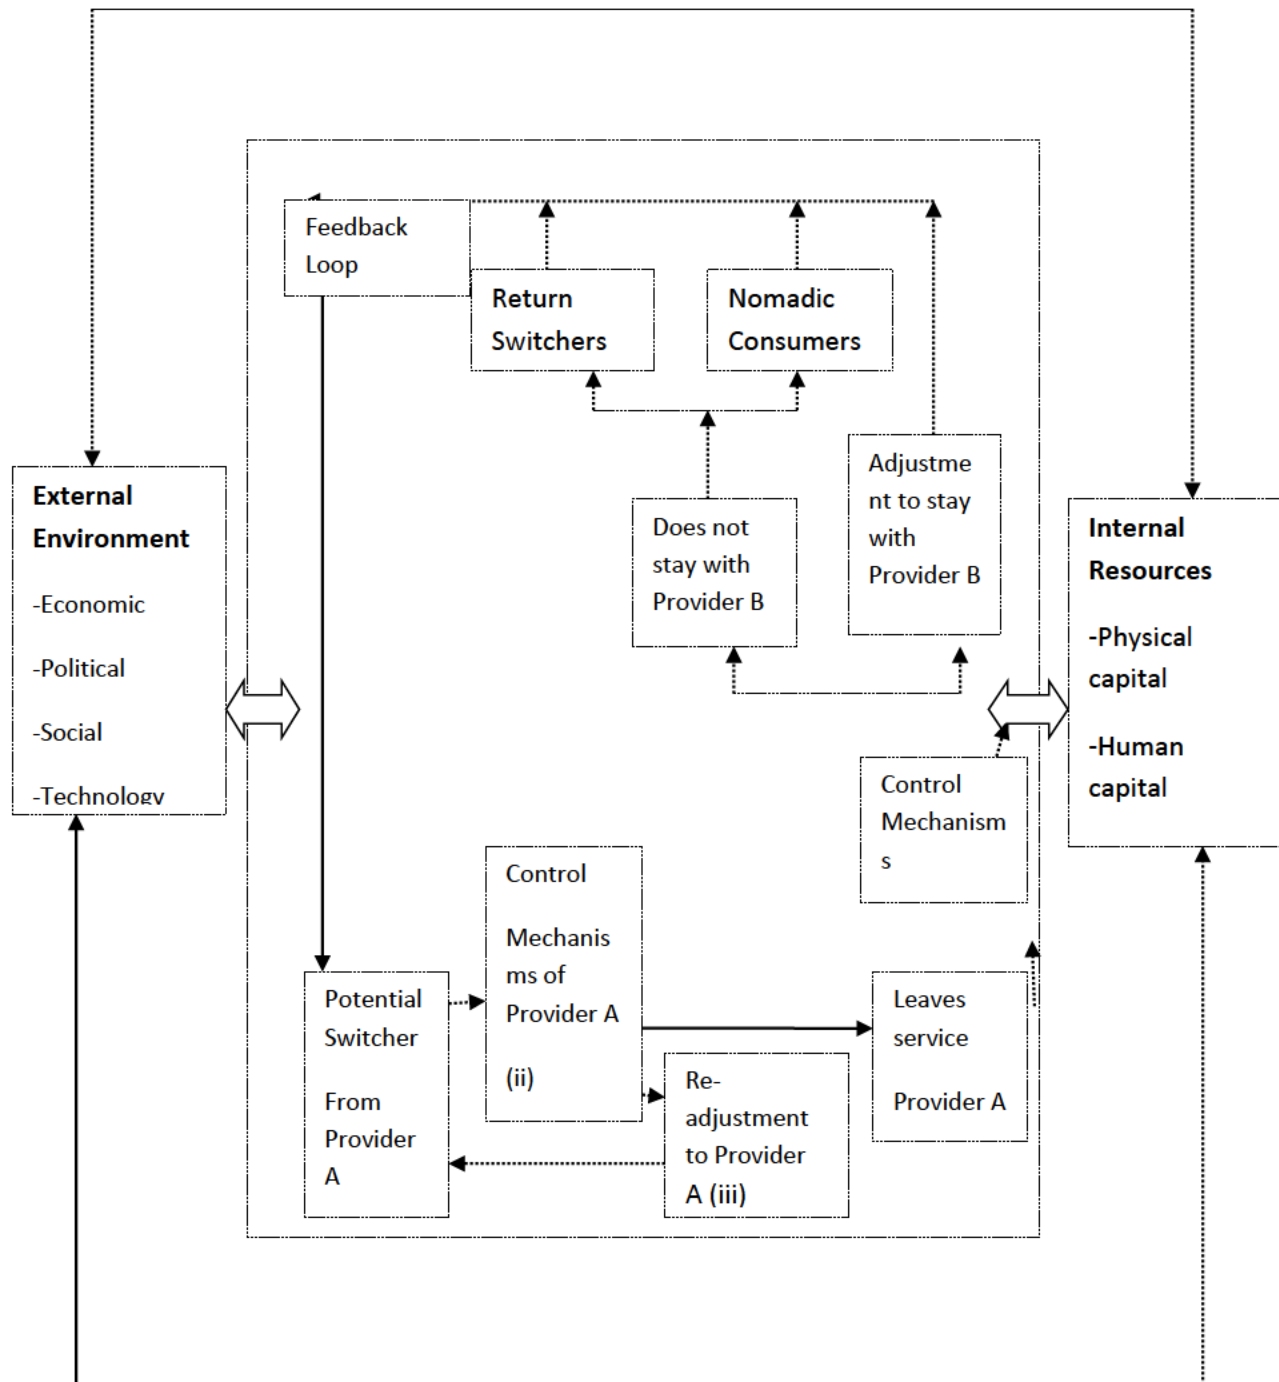 Feedback
Loop
Return
Switchers
Nomadic
Consumers
External
Environment
-Economic
-Political
-Social
-Technology
Does not
stay with
Provider B
Adjustme
nt to stay
with
Provider B
Internal
Resources
-Physical
capital
-Human
capital
Control
Mechanism
s
Control
Mechanis
ms of
Provider A
(ii)
Potential
Switcher
From
Provider
A
Re-
adjustment
to Provider
A (iii)
Leaves
service
Provider A